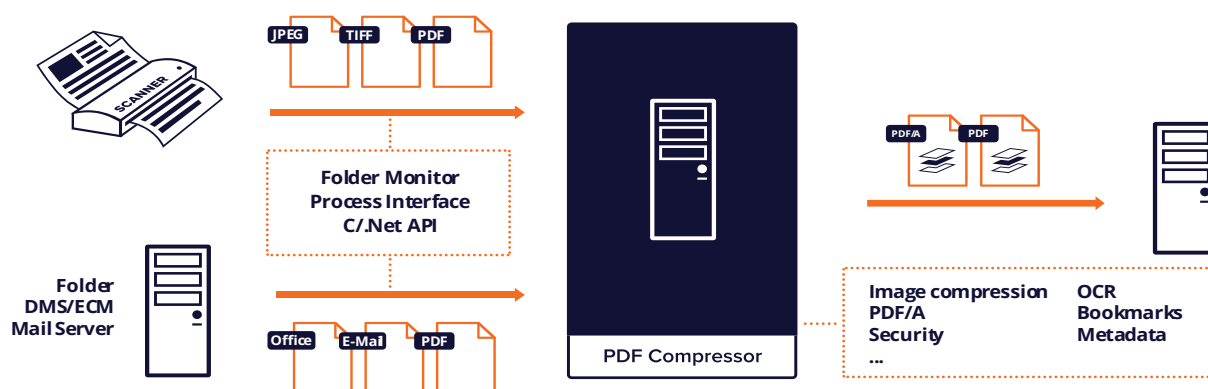 JPEG
TIFF
PDF
SCANNER
Folder Monitor
Process Interface
C/.Net API
Folder
DMS/ECM
Mail Server
Office
E-Mail
PDF
PDF Compressor
PDF/A
PDF
Image compression
PDF/A
Security
...
OCR
Bookmarks
Metadata